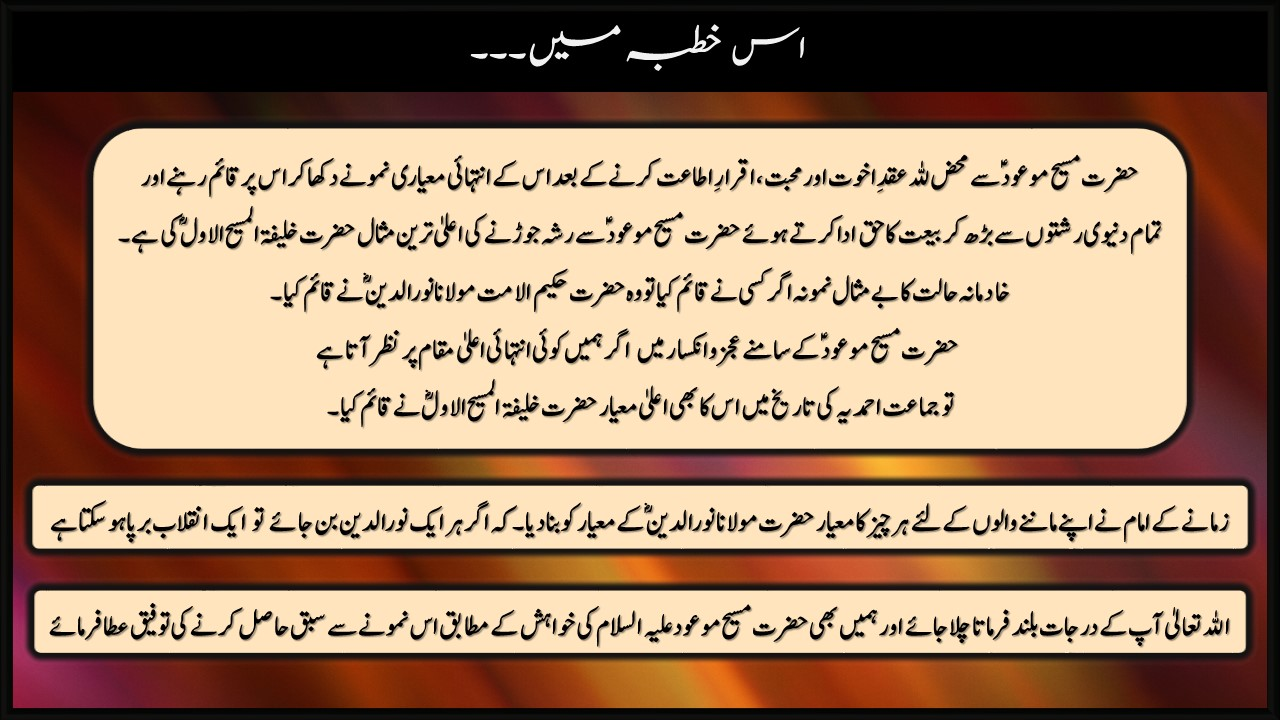 اس خطبہ میں۔۔۔
حضرت مسیح موعودؑ سے محض للہ عقدِ اخوت اور محبت، اقرارِ اطاعت کرنے کے بعد اس کے انتہائی معیاری نمونے دکھا کر اس پر قائم رہنے اور
تمام دنیوی رشتوں سے بڑھ کر بیعت کا حق ادا کرتے ہوئے حضرت مسیح موعودؑ سے رشہ جوڑنے کی اعلیٰ ترین مثال حضرت خلیفۃ المسیح الاولؓ کی ہے۔
خادمانہ حالت کا بے مثال نمونہ اگر کسی نے قائم کیا تو وہ حضرت حکیم الامت مولانا نورالدینؓ نے قائم کیا۔
حضرت مسیح موعودؑ کے سامنے عجز و انکسار میں اگر ہمیں کوئی انتہائی اعلیٰ مقام پر نظر آتا ہے
تو جماعت احمدیہ کی تاریخ میں اس کا بھی اعلیٰ معیار حضرت خلیفۃ المسیح الاولؓ نے قائم کیا۔
زمانے کے امام نے اپنے ماننے والوں کے لئے ہر چیز کا معیار حضرت مولانا نورالدینؓ کے معیار کو بنا دیا۔ کہ اگر ہر ایک نورالدین بن جائے تو ایک انقلاب برپا ہو سکتا ہے
اللہ تعالیٰ آپ کے درجات بلند فرماتا چلا جائے اور ہمیں بھی حضرت مسیح موعود علیہ السلام کی خواہش کے مطابق اس نمونے سے سبق حاصل کرنے کی توفیق عطا فرمائے